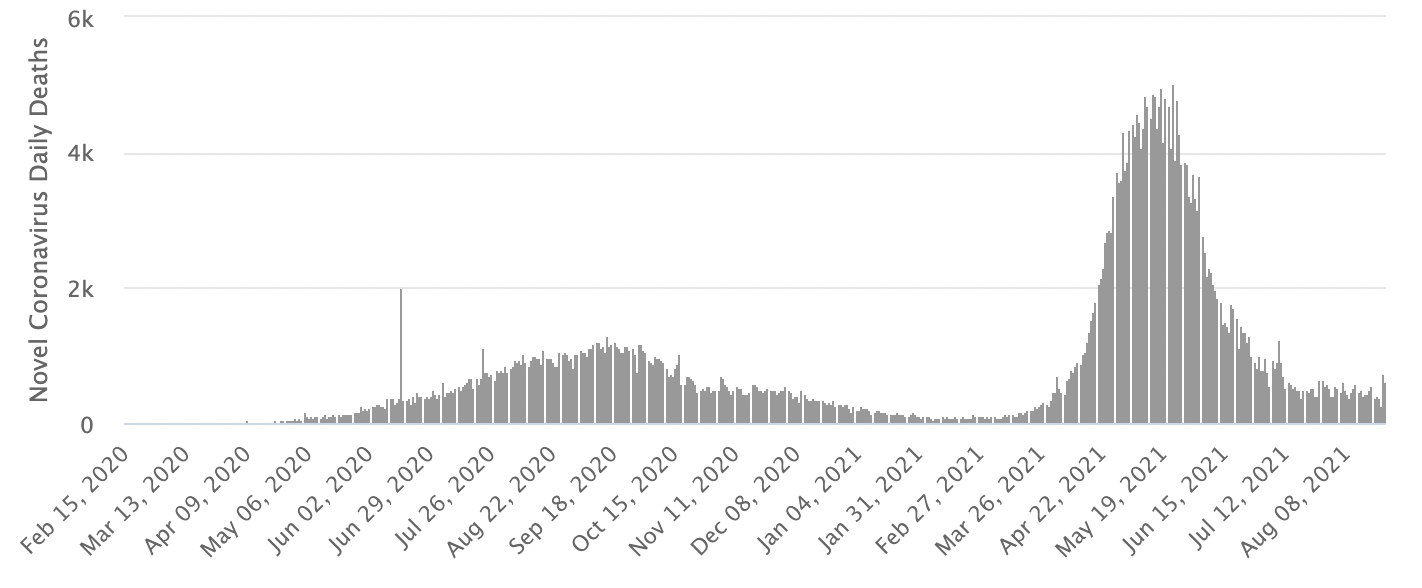 Novel Coronavirus Daily Deaths
6k
4k
2k
0
Feb 15, 2020
Mar 13, 2020
Apr 09, 2020
May 06, 2020
Jun 02, 2020
Jun 29, 2020
Jul 26, 2020
Aug 22, 2020
Sep 18, 2020
Oct 15, 2020
Nov 11, 2020
Dec 08, 2020
Jan 04, 2021
Jan 31, 2021
Feb 27, 2021
Mar 26, 2021
Apr 22, 2021
May 19, 2021
Jun 15, 2021
Jul 12, 2021
Aug 08, 2021